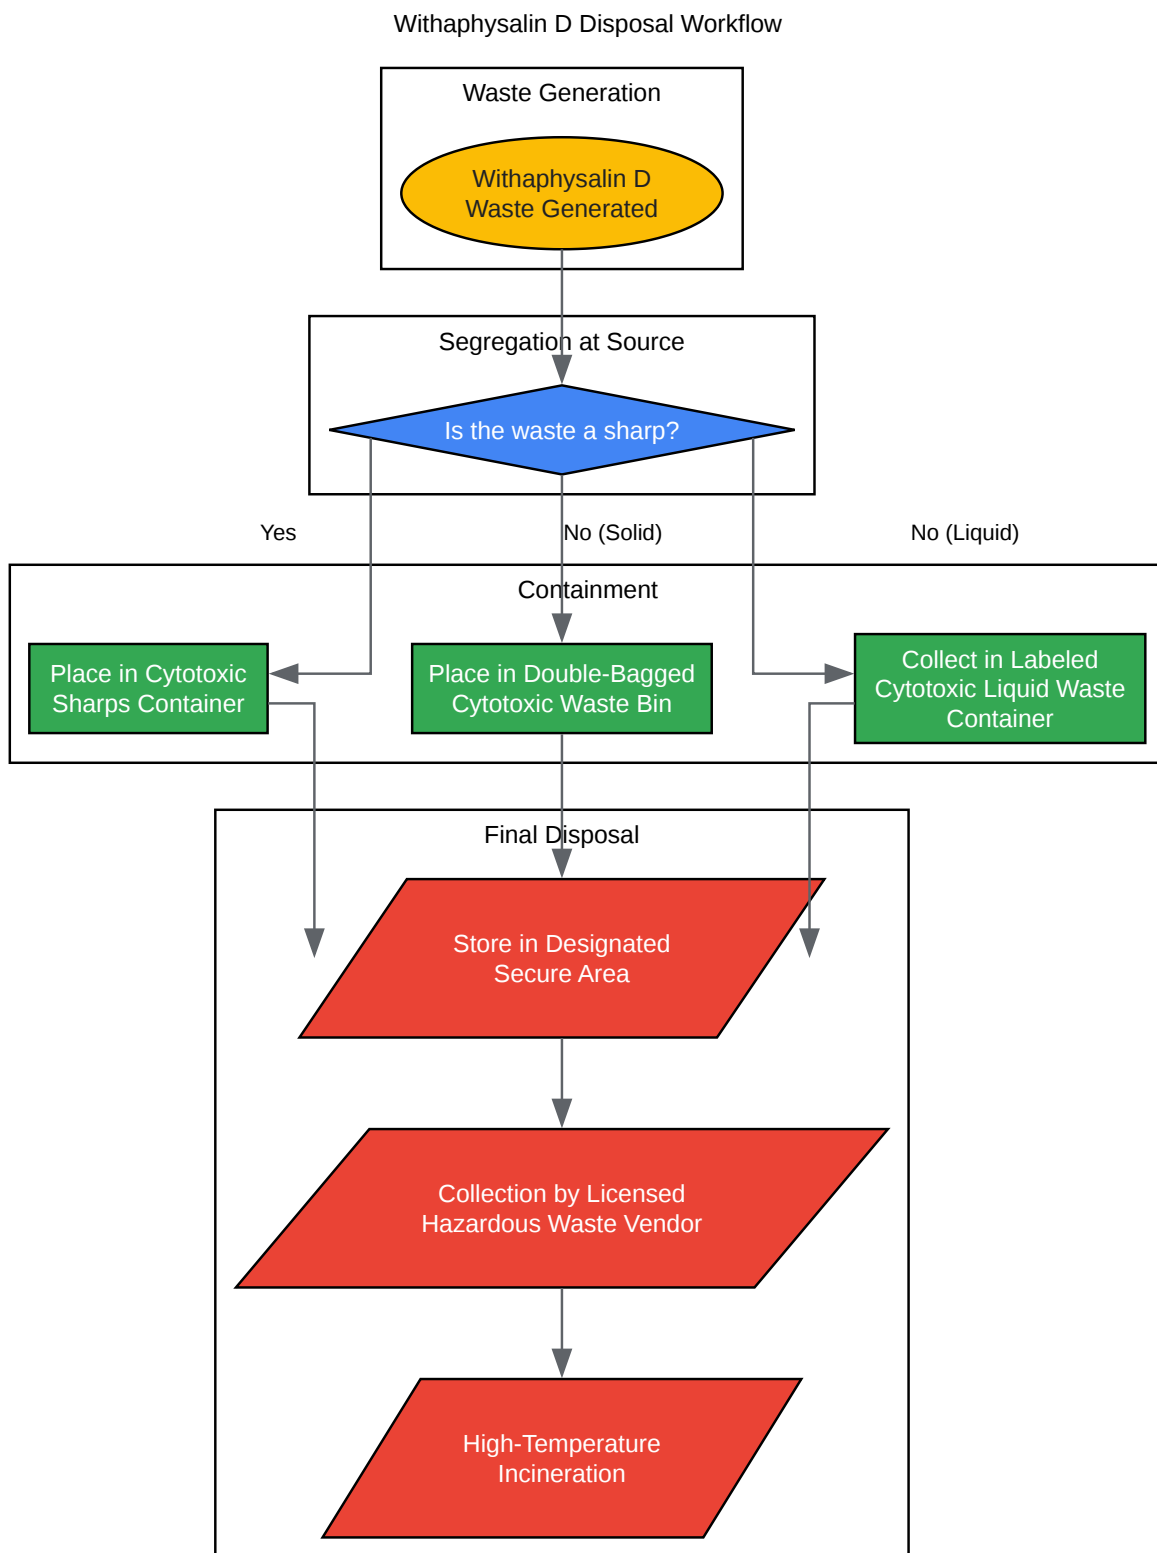 Withaphysalin D Disposal Workflow
Waste Generation
Withaphysalin D
Waste Generated
Segregation at Source
Is the waste a sharp?
Yes
No (Solid)
No (Liquid)
Containment
Place in Cytotoxic
Sharps Container
Place in Double-Bagged
Cytotoxic Waste Bin
Collect in Labeled
Cytotoxic Liquid Waste
Container
Final Disposal
Store in Designated
Secure Area
Collection by Licensed
Hazardous Waste Vendor
High-Temperature
Incineration